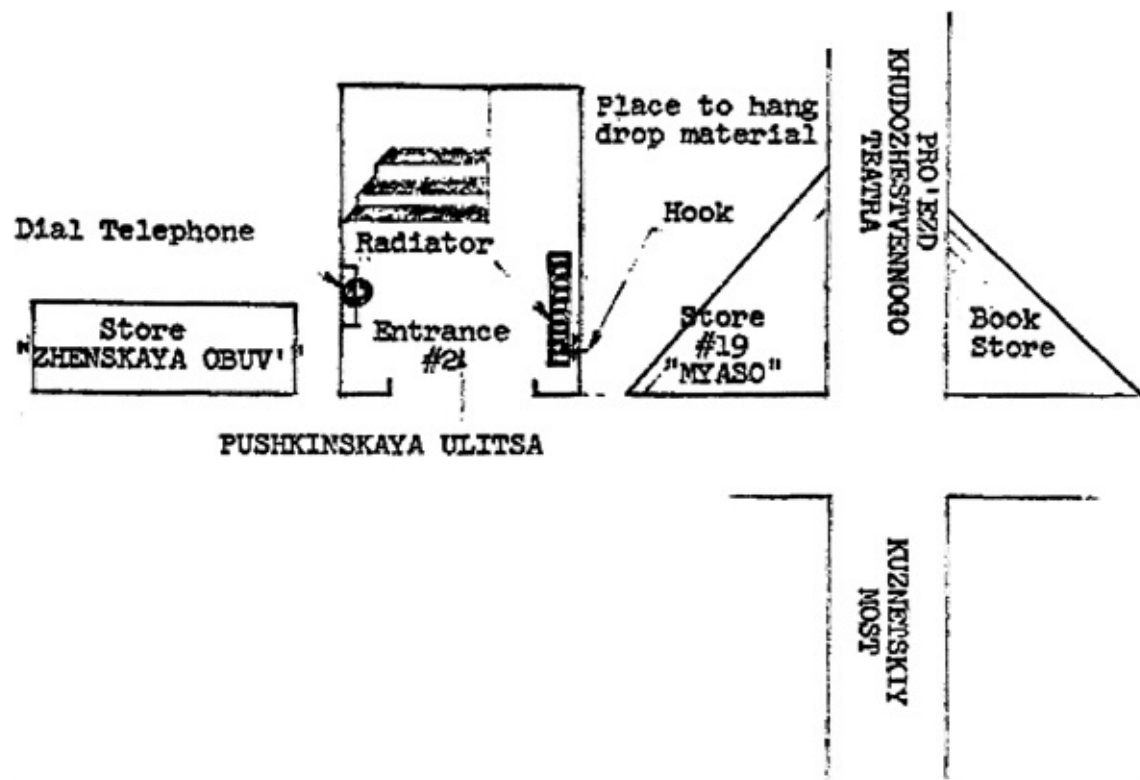 Place to hang
drop material
Hook
Dial Telephone
Radiator
Store
"ZHENSKAYA OBUV'"
Entrance
#2
Store
#19
"MYASO"
Book
Store
PUSHKINSKAYA ULITSA
PRO'EZD
KHUDOZHESTVENNOGO
TEATRA
KUZNETSKIY
MOST